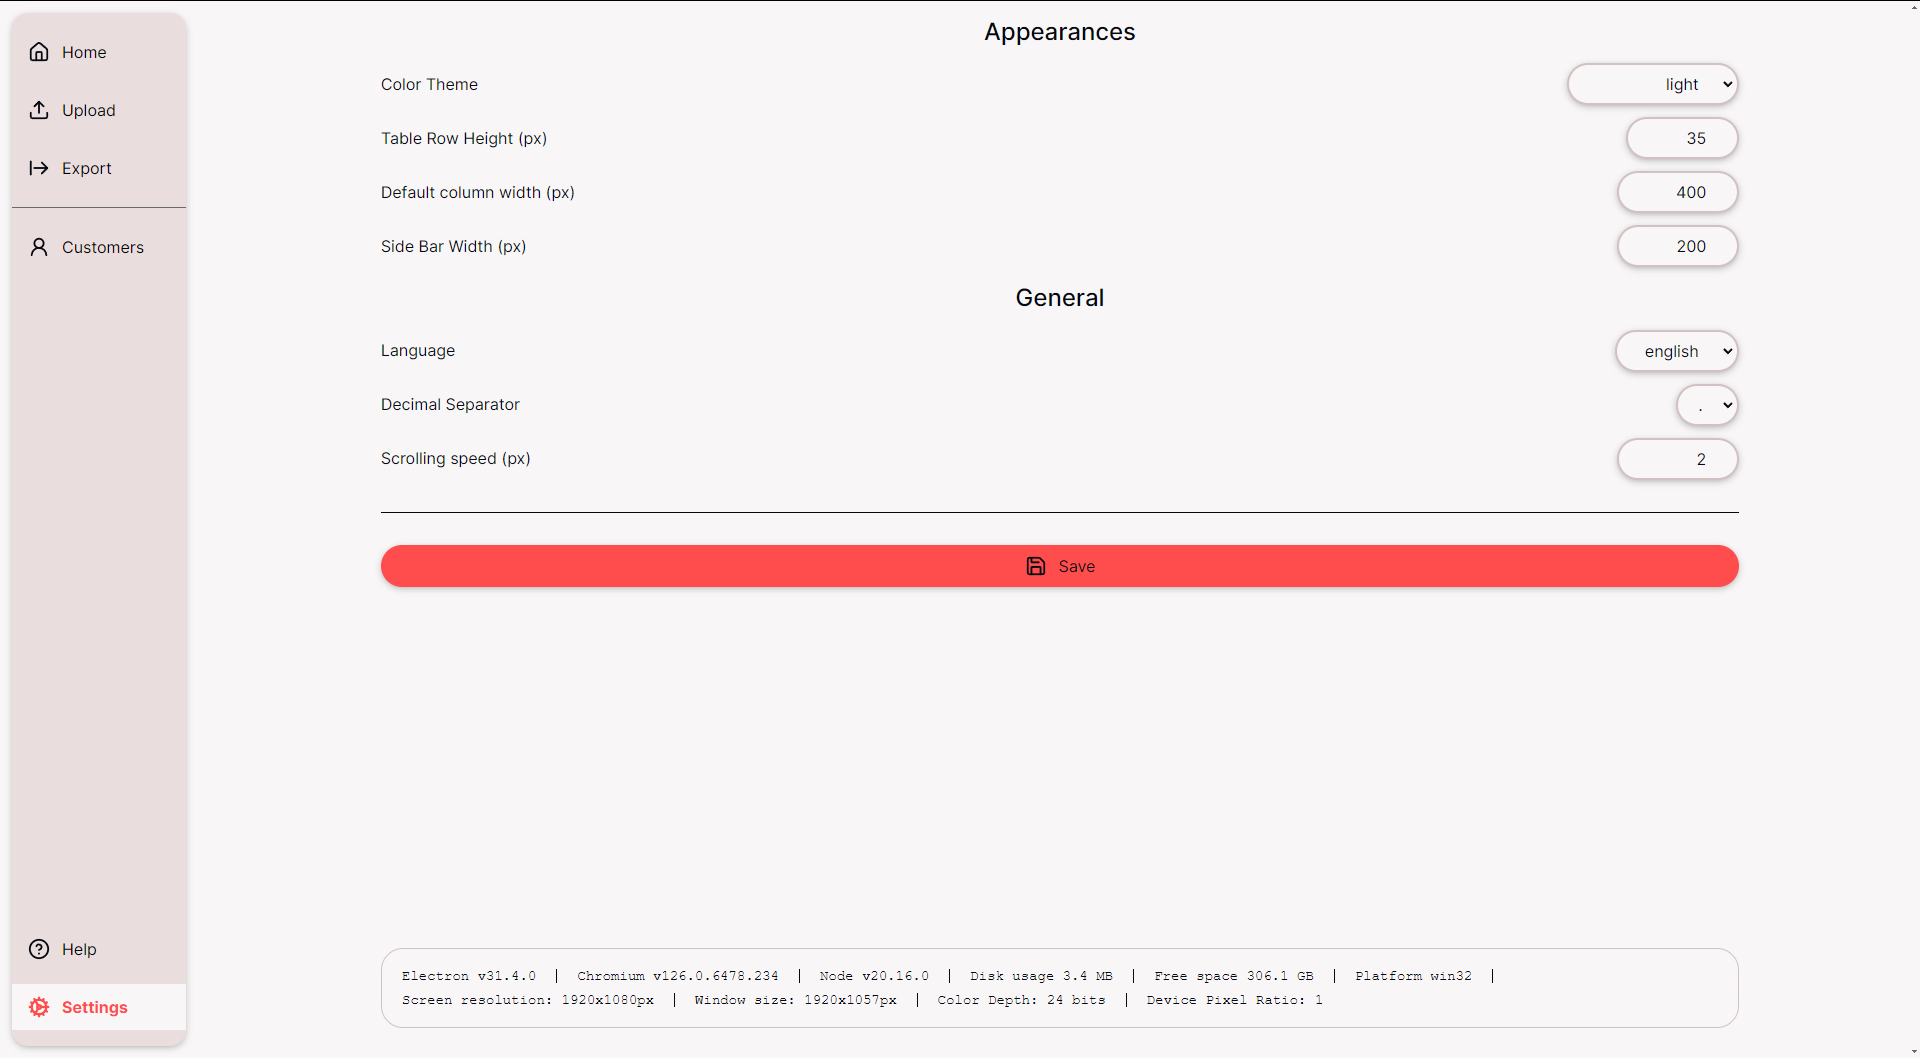 Home
Upload
Export
Customers
Help
Settings
Appearances
Color Theme light
Table Row Height (px) 35
Default column width (px) 400
Side Bar Width (px) 200
General
Language english
Decimal Separator .
Scrolling speed (px) 2
Save
Electron v31.4.0 | Chromium v126.0.6478.234 | Node v20.16.0 | Disk usage 3.4 MB | Free space 306.1 GB | Platform win32 |
Screen resolution: 1920x1080px | Window size: 1920x1057px | Color Depth: 24 bits | Device Pixel Ratio: 1